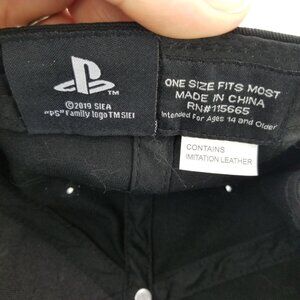 TM
©2019 SIEA
"PS" Family logo TM SIEI
ONE SIZE FITS MOST
MADE IN CHINA
RN#115665
Intended For Ages 14 and Older
CONTAINS
IMITATION LEATHER